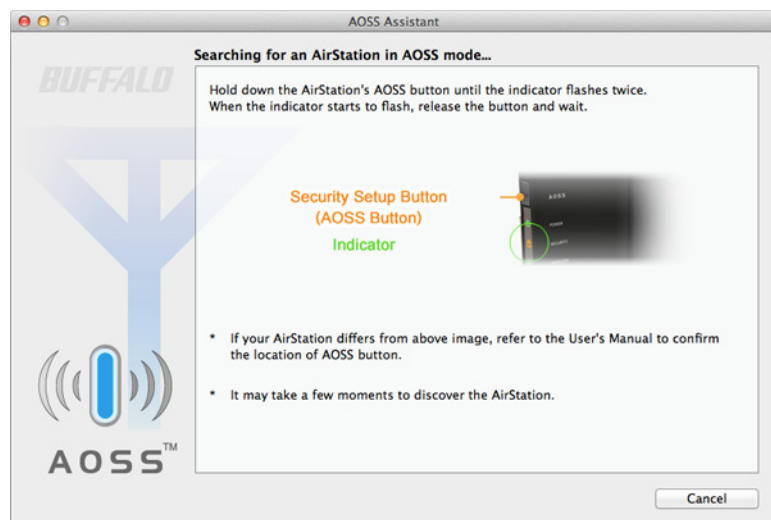 AOSS Assistant
Searching for an AirStation in AOSS mode...
BUFFALO
Hold down the AirStation's AOSS button until the indicator flashes twice.
When the indicator starts to flash, release the button and wait.
Security Setup Button
(AOSS Button)
Indicator
AOSS
POWER
SECURITY
* If your AirStation differs from above image, refer to the User's Manual to confirm
the location of AOSS button.
* It may take a few moments to discover the AirStation.
AOSS™
Cancel